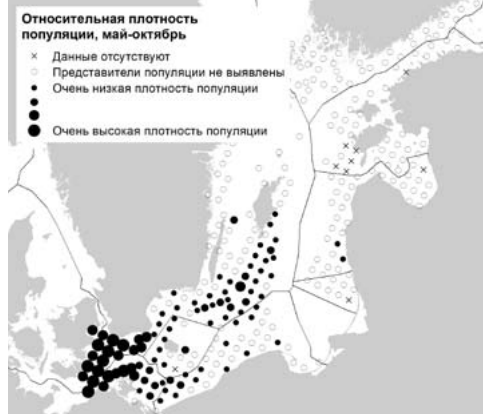 Относительная плотность
популяции, май-октябрь
Данные отсутствуют
Представители популяции не выявлены
Очень низкая плотность популяции
Очень высокая плотность популяции